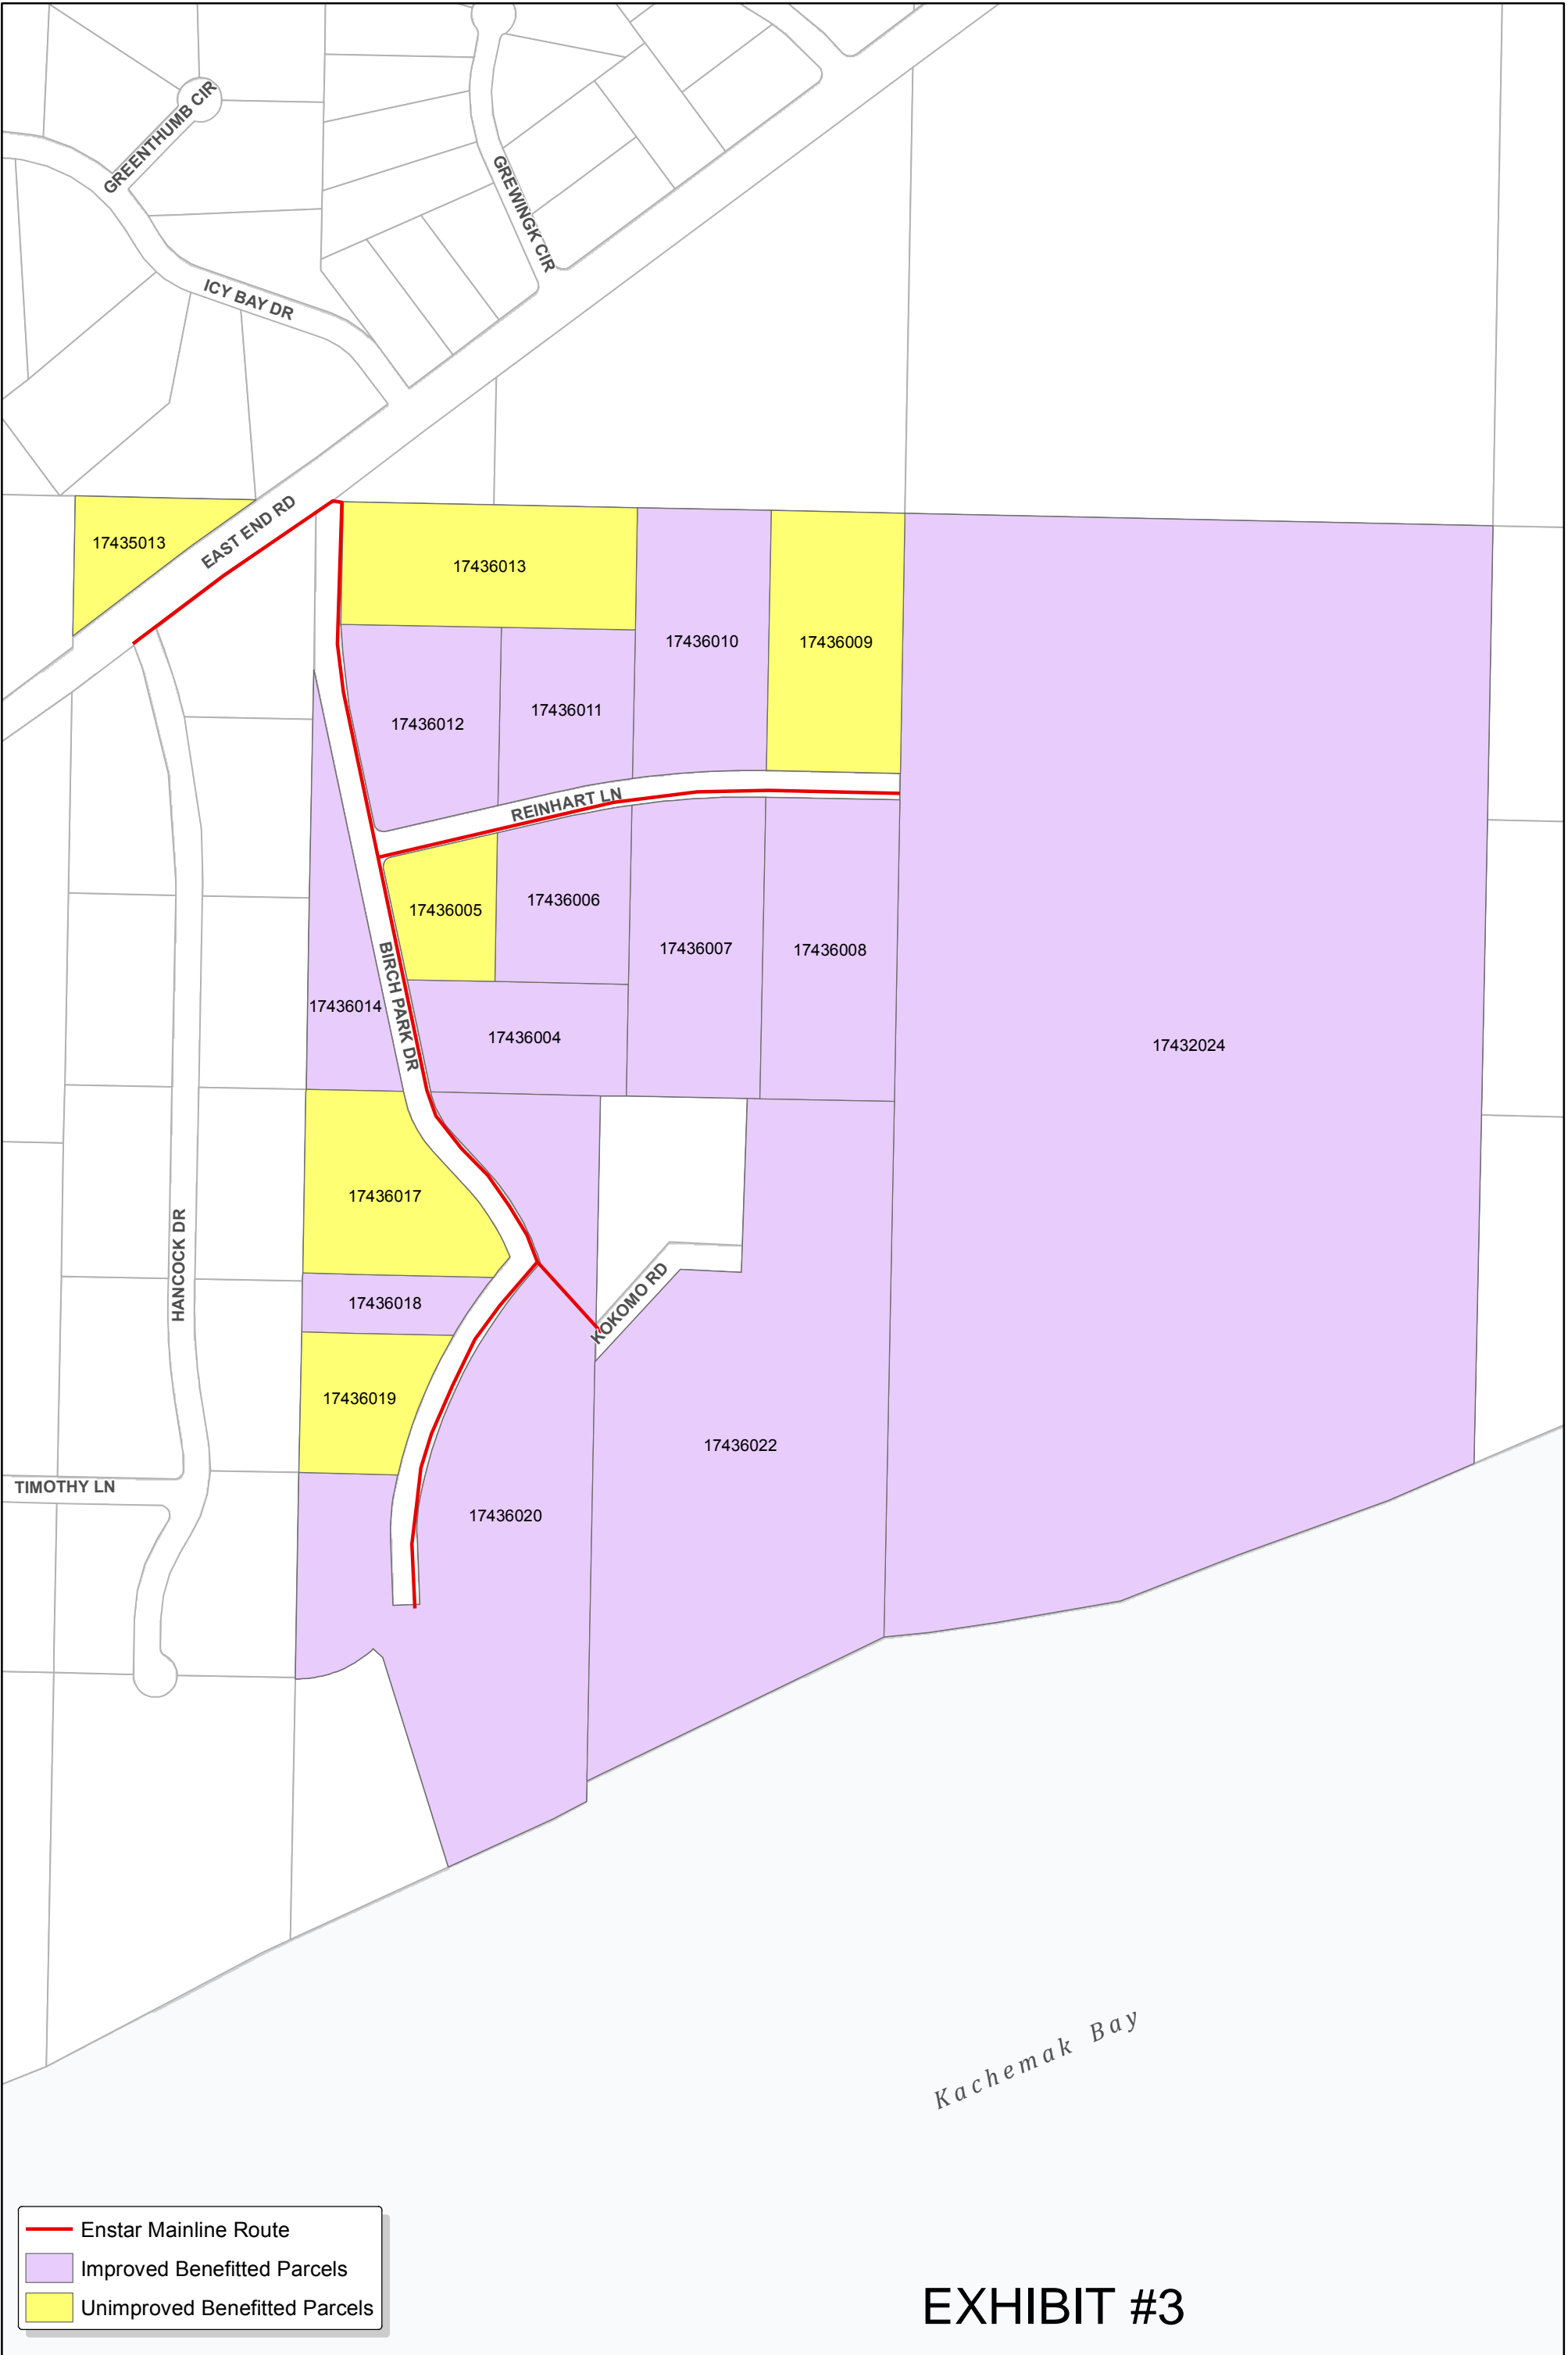 GREENTHUMB CIR
GREWINGK CIR
ICY BAY DR
EAST END RD
17435013
17436013
17436010
17436009
17436012
17436011
REINHART LN
17436005
17436006
17436007
17436008
BIRCH PARK DR
17436014
17436004
17432024
17436017
HANCOCK DR
17436018
KOKOMO RD
17436019
17436022
TIMOTHY LN
17436020
Kachemak Bay
Enstar Mainline Route
Improved Benefitted Parcels
Unimproved Benefitted Parcels
EXHIBIT #3